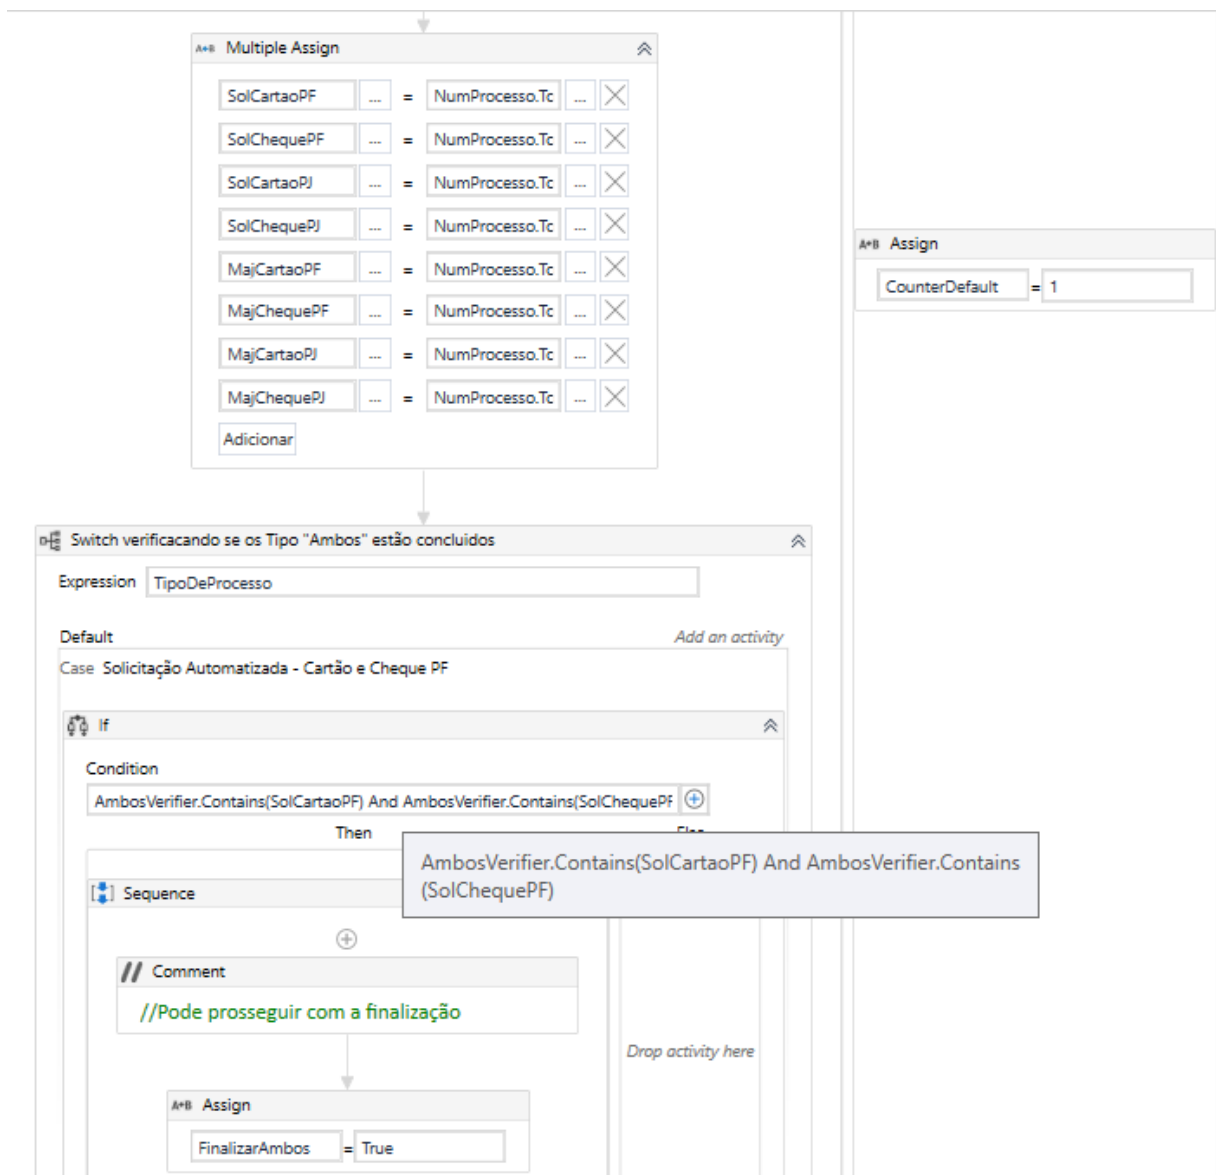 A+B Multiple Assign
SolCartaoPF ... = NumProcesso.Tc ...
SolChequePF ... = NumProcesso.Tc ...
SolCartaoPJ ... = NumProcesso.Tc ...
SolChequePJ ... = NumProcesso.Tc ...
MajCartaoPF ... = NumProcesso.Tc ...
MajChequePF ... = NumProcesso.Tc ...
MajCartaoPJ ... = NumProcesso.Tc ...
MajChequePJ ... = NumProcesso.Tc ...
Adicionar
A+B Assign
CounterDefault = 1
Switch verificacando se os Tipo "Ambos" estão concluidos
Expression TipoDeProcesso
Default Add an activity
Case Solicitação Automatizada - Cartão e Cheque PF
If
Condition
AmbosVerifier.Contains(SolCartaoPF) And AmbosVerifier.Contains(SolChequePF
Then Else
AmbosVerifier.Contains(SolCartaoPF) And AmbosVerifier.Contains
(SolChequePF)
Sequence
// Comment
//Pode prosseguir com a finalização
Drop activity here
A+B Assign
FinalizarAmbos = True